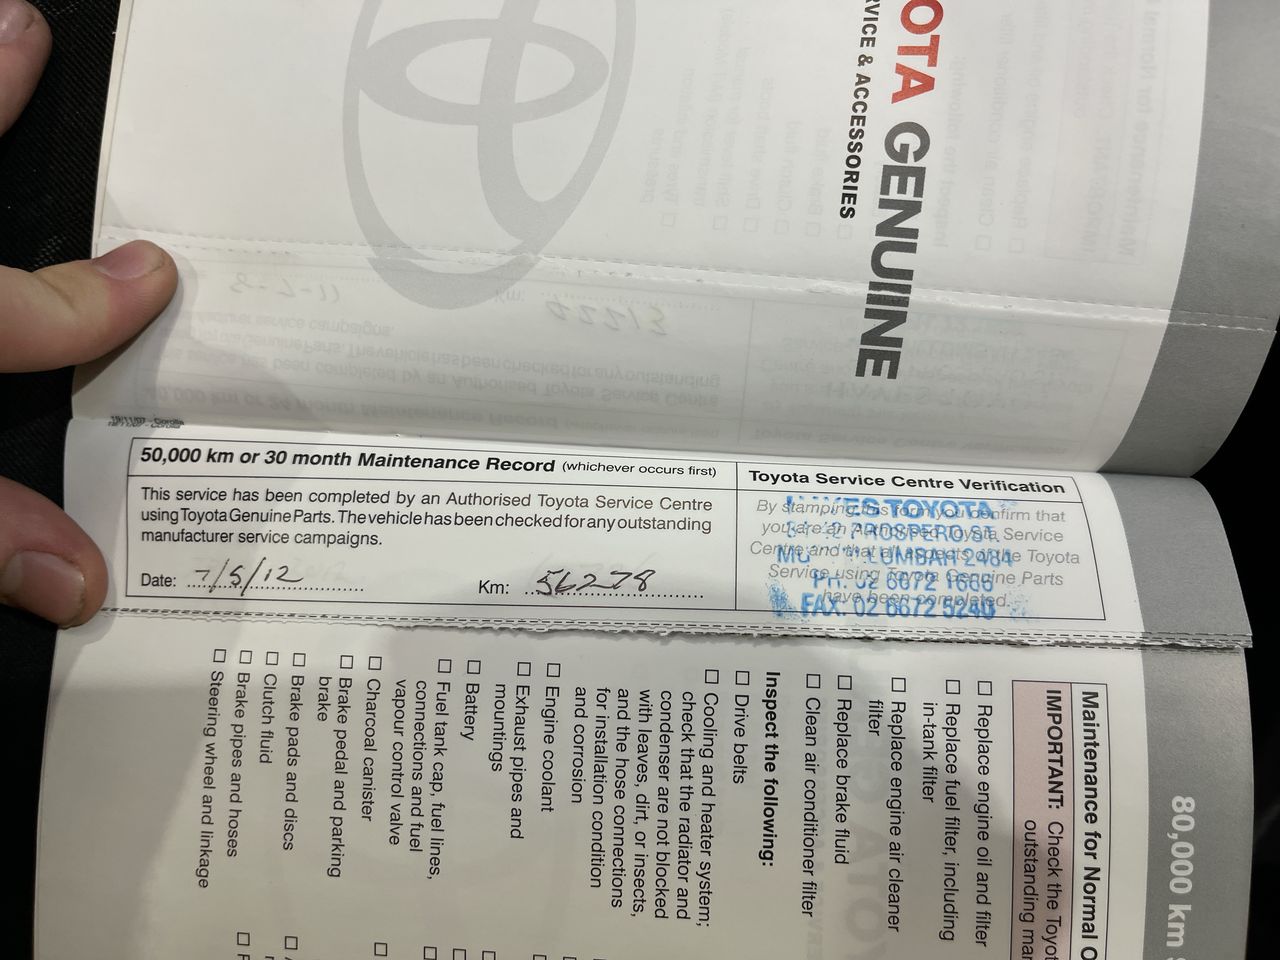 OTA GENUINE
RVICE & ACCESSORIES
50,000 km or 30 month Maintenance Record (whichever occurs first)
This service has been completed by an Authorised Toyota Service Centre
using Toyota Genuine Parts. The vehicle has been checked for any outstanding
manufacturer service campaigns.
Date: 7/5/12
Km: 56278
Toyota Service Centre Verification
By stamping this form you confirm that
you are an Authorised Toyota Service
Centre and that all aspects of the Toyota
Service using Toyota Genuine Parts
have been completed.
TOYOTA
PROSPERO ST
2484
PH: 02 6672
FAX: 02 6672 5240
80,000 km
Maintenance for Normal O
IMPORTANT: Check the Toyot
outstanding man
☐ Replace engine oil and filter
☐ Replace fuel filter, including
in-tank filter
☐ Replace engine air cleaner
filter
☐ Replace brake fluid
☐ Clean air conditioner filter
Inspect the following:
☐ Drive belts
☐ Cooling and heater system;
check that the radiator and
condenser are not blocked
with leaves, dirt, or insects,
and the hose connections
for installation condition
and corrosion
☐ Engine coolant
☐ Exhaust pipes and
mountings
☐ Battery
☐ Fuel tank cap, fuel lines,
connections and fuel
vapour control valve
☐ Charcoal canister
☐ Brake pedal and parking
brake
☐ Brake pads and discs
☐ Clutch fluid
☐ Brake pipes and hoses
☐ Steering wheel and linkage